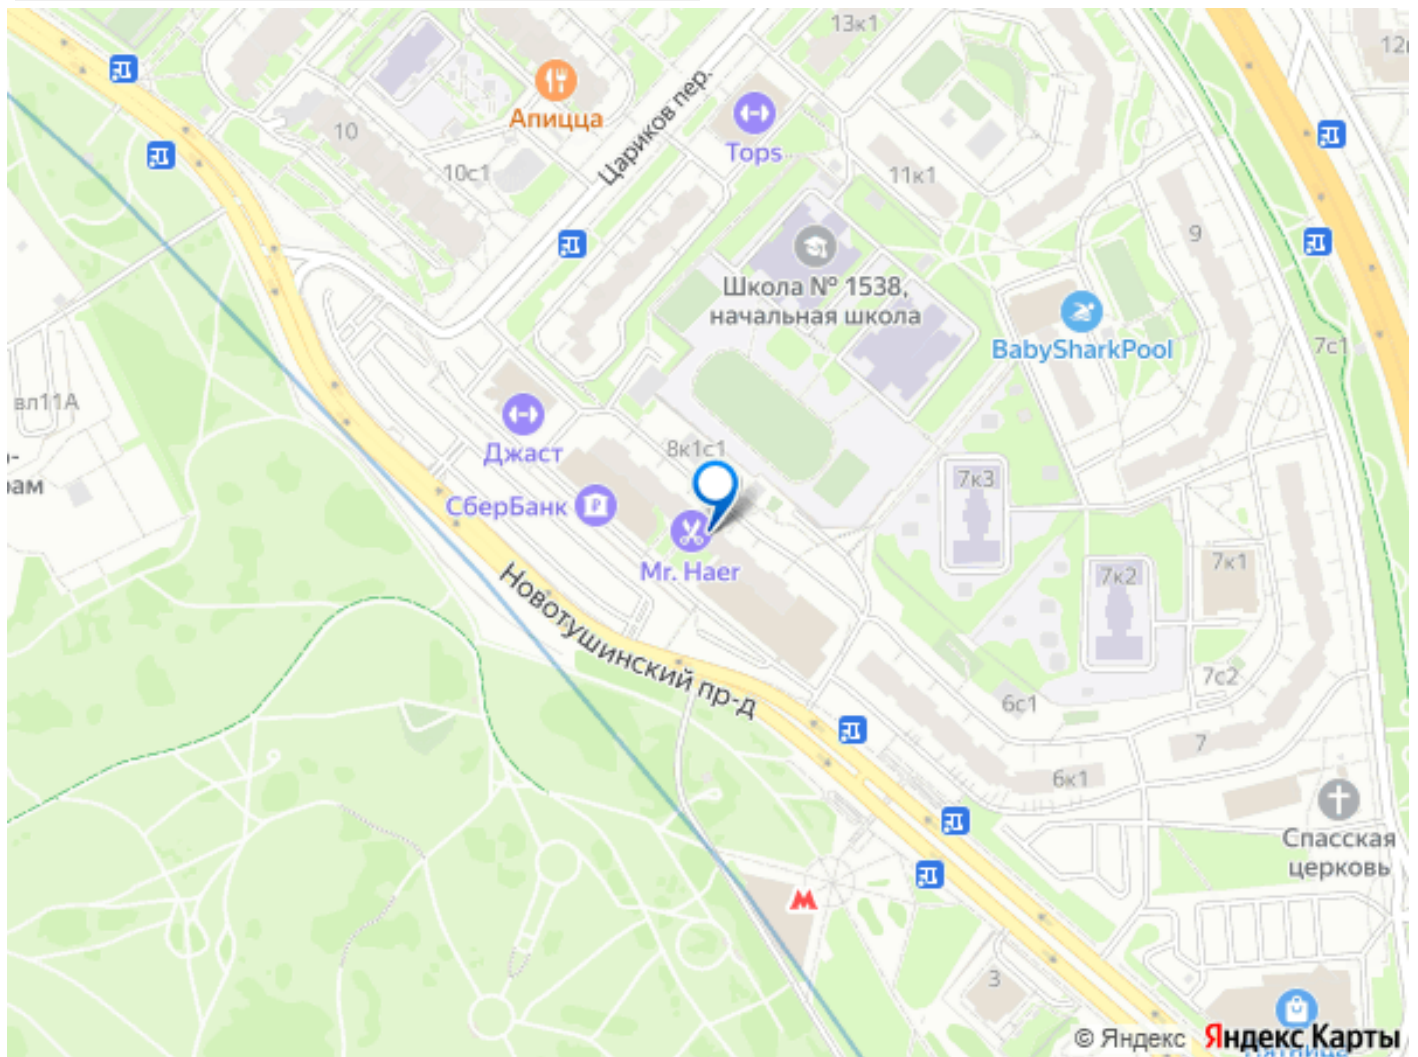 13к1
12
Апицца
10
10с1
Цариков пер.
Tops
11к1
9
Школа № 1538,
начальная школа
BabySharkPool
7с1
вл11А
Джаст
8к1с1
рам
СберБанк
7к3
Mr. Haer
7к2
7к1
Новотушинский пр-д
6с1
7с2
7
6к1
Спасская
церковь
М
3
Пятница
© Яндекс Яндекс Карты